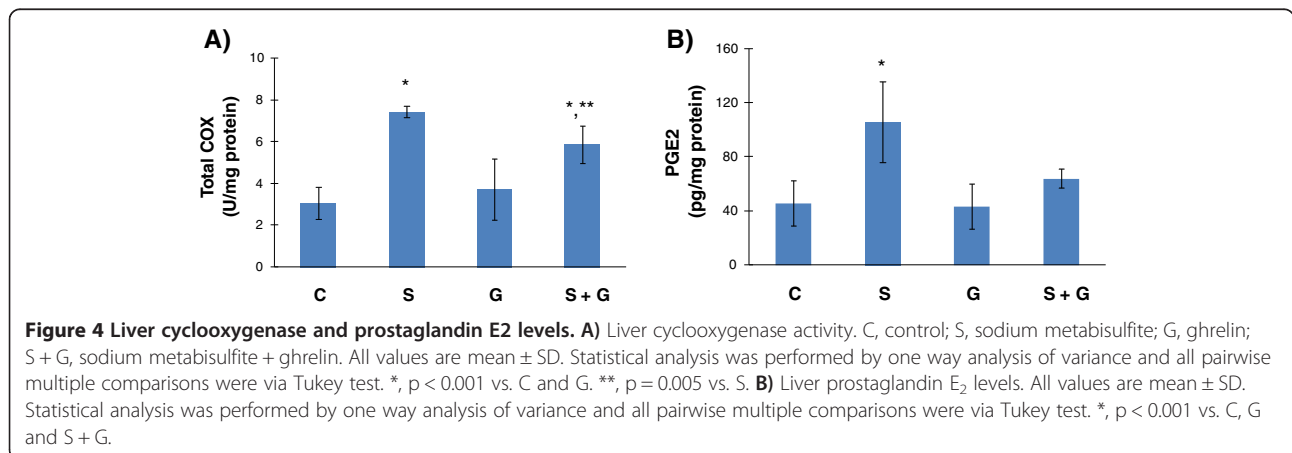 A)
10
8
6
4
2
0
Total COX
(U/mg protein)
*
*,**
C S G S + G
B)
160
120
80
40
0
PGE2
(pg/mg protein)
*
C S G S + G
Figure 4 Liver cyclooxygenase and prostaglandin E2 levels. A) Liver cyclooxygenase activity. C, control; S, sodium metabisulfite; G, ghrelin;
S + G, sodium metabisulfite + ghrelin. All values are mean ± SD. Statistical analysis was performed by one way analysis of variance and all pairwise
multiple comparisons were via Tukey test. *, p < 0.001 vs. C and G. **, p = 0.005 vs. S. B) Liver prostaglandin E₂ levels. All values are mean ± SD.
Statistical analysis was performed by one way analysis of variance and all pairwise multiple comparisons were via Tukey test. *, p < 0.001 vs. C, G
and S + G.